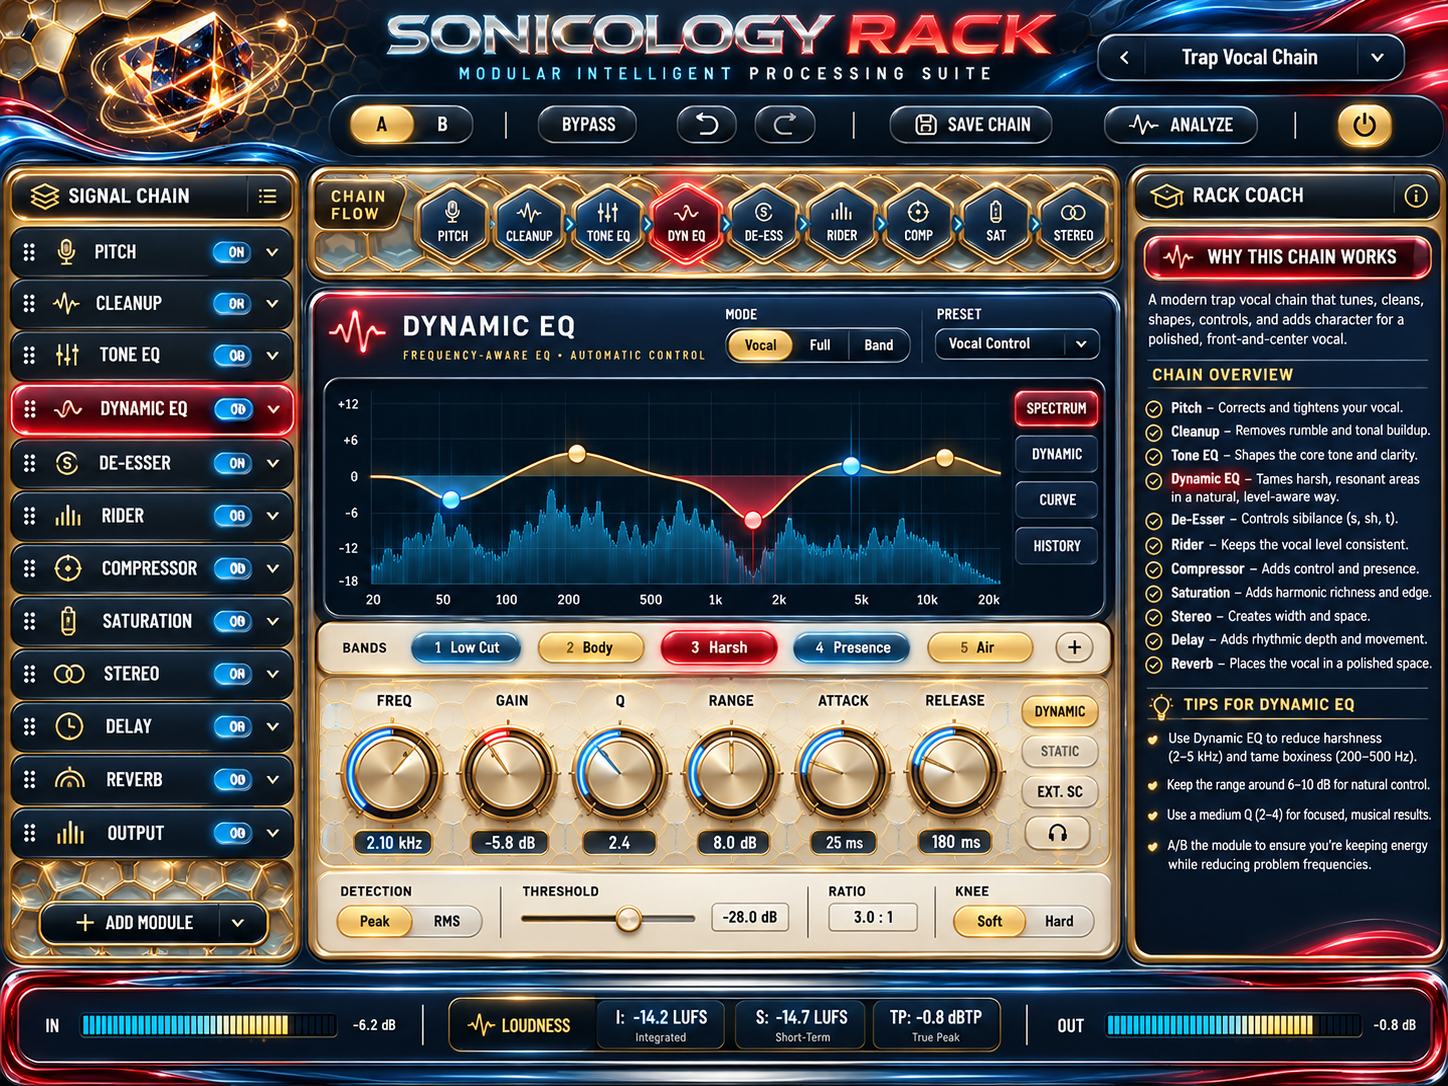 SONICOLOGY RACK
MODULAR INTELLIGENT PROCESSING SUITE
Trap Vocal Chain
A B BYPASS SAVE CHAIN ANALYZE
SIGNAL CHAIN
PITCH ON
CLEANUP
TONE EQ
DYNAMIC EQ
DE-ESSER ON
RIDER
COMPRESSOR
SATURATION
STEREO ON
DELAY
REVERB
OUTPUT
ADD MODULE
CHAIN
FLOW
PITCH CLEANUP TONE EQ DYN EQ DE-ESS RIDER COMP SAT STEREO
DYNAMIC EQ
FREQUENCY-AWARE EQ • AUTOMATIC CONTROL
MODE
Vocal Full Band
PRESET
Vocal Control
+12
+6
0
-6
-12
-18
20 50 100 200 500 1k 2k 5k 10k 20k
SPECTRUM
DYNAMIC
CURVE
HISTORY
BANDS 1 Low Cut 2 Body 3 Harsh 4 Presence 5 Air +
FREQ GAIN Q RANGE ATTACK RELEASE
2.10 kHz -5.8 dB 2.4 8.0 dB 25 ms 180 ms
DYNAMIC
STATIC
EXT. SC
DETECTION
Peak RMS
THRESHOLD
-28.0 dB
RATIO
3.0 : 1
KNEE
Soft Hard
RACK COACH
WHY THIS CHAIN WORKS
A modern trap vocal chain that tunes, cleans,
shapes, controls, and adds character for a
polished, front-and-center vocal.
CHAIN OVERVIEW
Pitch – Corrects and tightens your vocal.
Cleanup – Removes rumble and tonal buildup.
Tone EQ – Shapes the core tone and clarity.
Dynamic EQ – Tames harsh, resonant areas
in a natural, level-aware way.
De-Esser – Controls sibilance (s, sh, t).
Rider – Keeps the vocal level consistent.
Compressor – Adds control and presence.
Saturation – Adds harmonic richness and edge.
Stereo – Creates width and space.
Delay – Adds rhythmic depth and movement.
Reverb – Places the vocal in a polished space.
TIPS FOR DYNAMIC EQ
Use Dynamic EQ to reduce harshness
(2–5 kHz) and tame boxiness (200–500 Hz).
Keep the range around 6–10 dB for natural control.
Use a medium Q (2–4) for focused, musical results.
A/B the module to ensure you're keeping energy
while reducing problem frequencies.
IN -6.2 dB
LOUDNESS
I: -14.2 LUFS
Integrated
S: -14.7 LUFS
Short-Term
TP: -0.8 dBTP
True Peak
OUT -0.8 dB